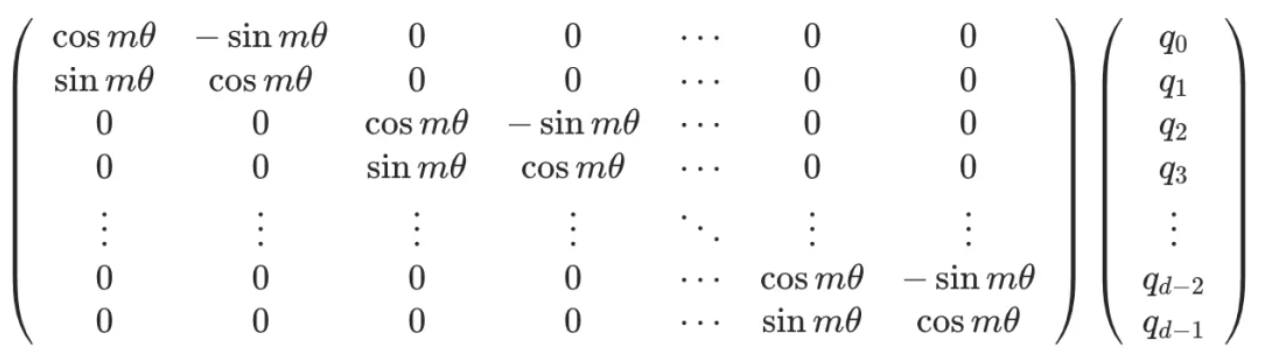 cos mθ − sin mθ 0 0 ⋯ 0 0 q₀
sin mθ cos mθ 0 0 ⋯ 0 0 q₁
0 0 cos mθ − sin mθ ⋯ 0 0 q₂
0 0 sin mθ cos mθ ⋯ 0 0 q₃
⋮ ⋮ ⋮ ⋮ ⋱ ⋮ ⋮ ⋮
0 0 0 0 ⋯ cos mθ − sin mθ q_{d−2}
0 0 0 0 ⋯ sin mθ cos mθ q_{d−1}